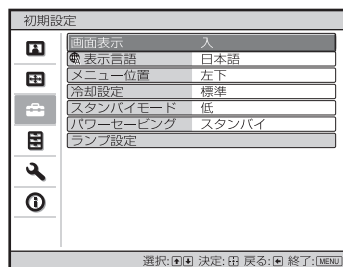 初期設定
画面表示 入
表示言語 日本語
メニュー位置 左下
冷却設定 標準
スタンバイモード 低
パワーセービング スタンバイ
ランプ設定
選択: 決定: 戻る: 終了: MENU